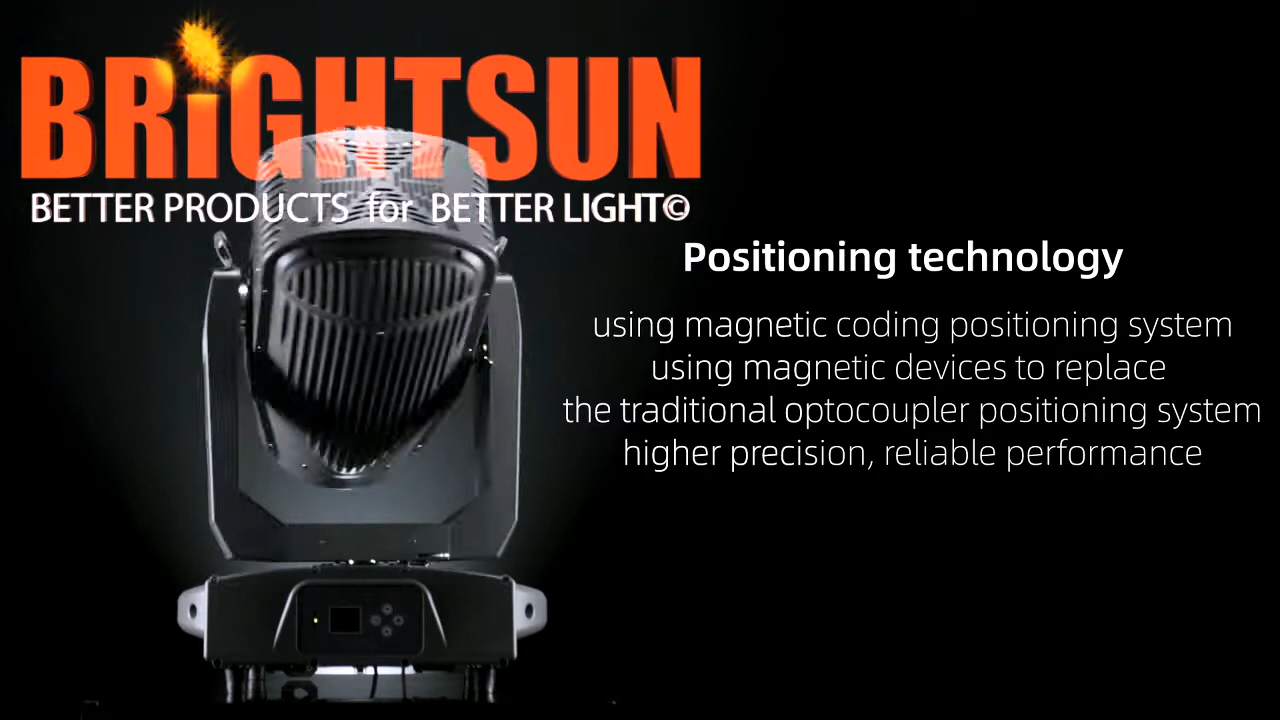 BRiGHTSUN
BETTER PRODUCTS for BETTER LIGHT©
Positioning technology
using magnetic coding positioning system
using magnetic devices to replace
the traditional optocoupler positioning system
higher precision, reliable performance